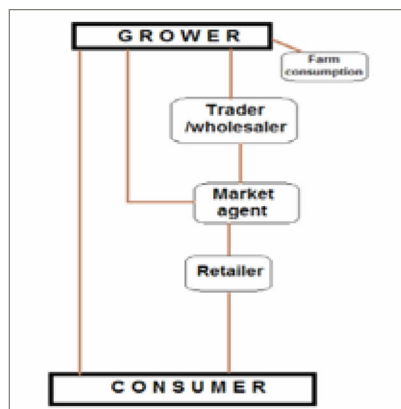 GROWER
Farm
consumption
Trader
/wholesaler
Market
agent
Retailer
CONSUMER